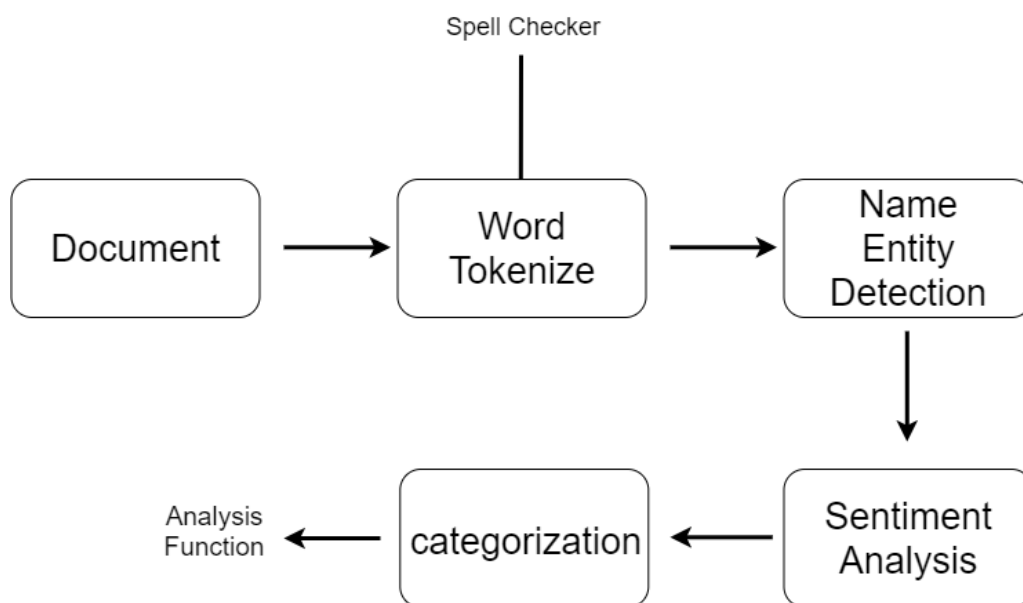 Spell Checker
Document
Word
Tokenize
Name
Entity
Detection
Sentiment
Analysis
categorization
Analysis
Function